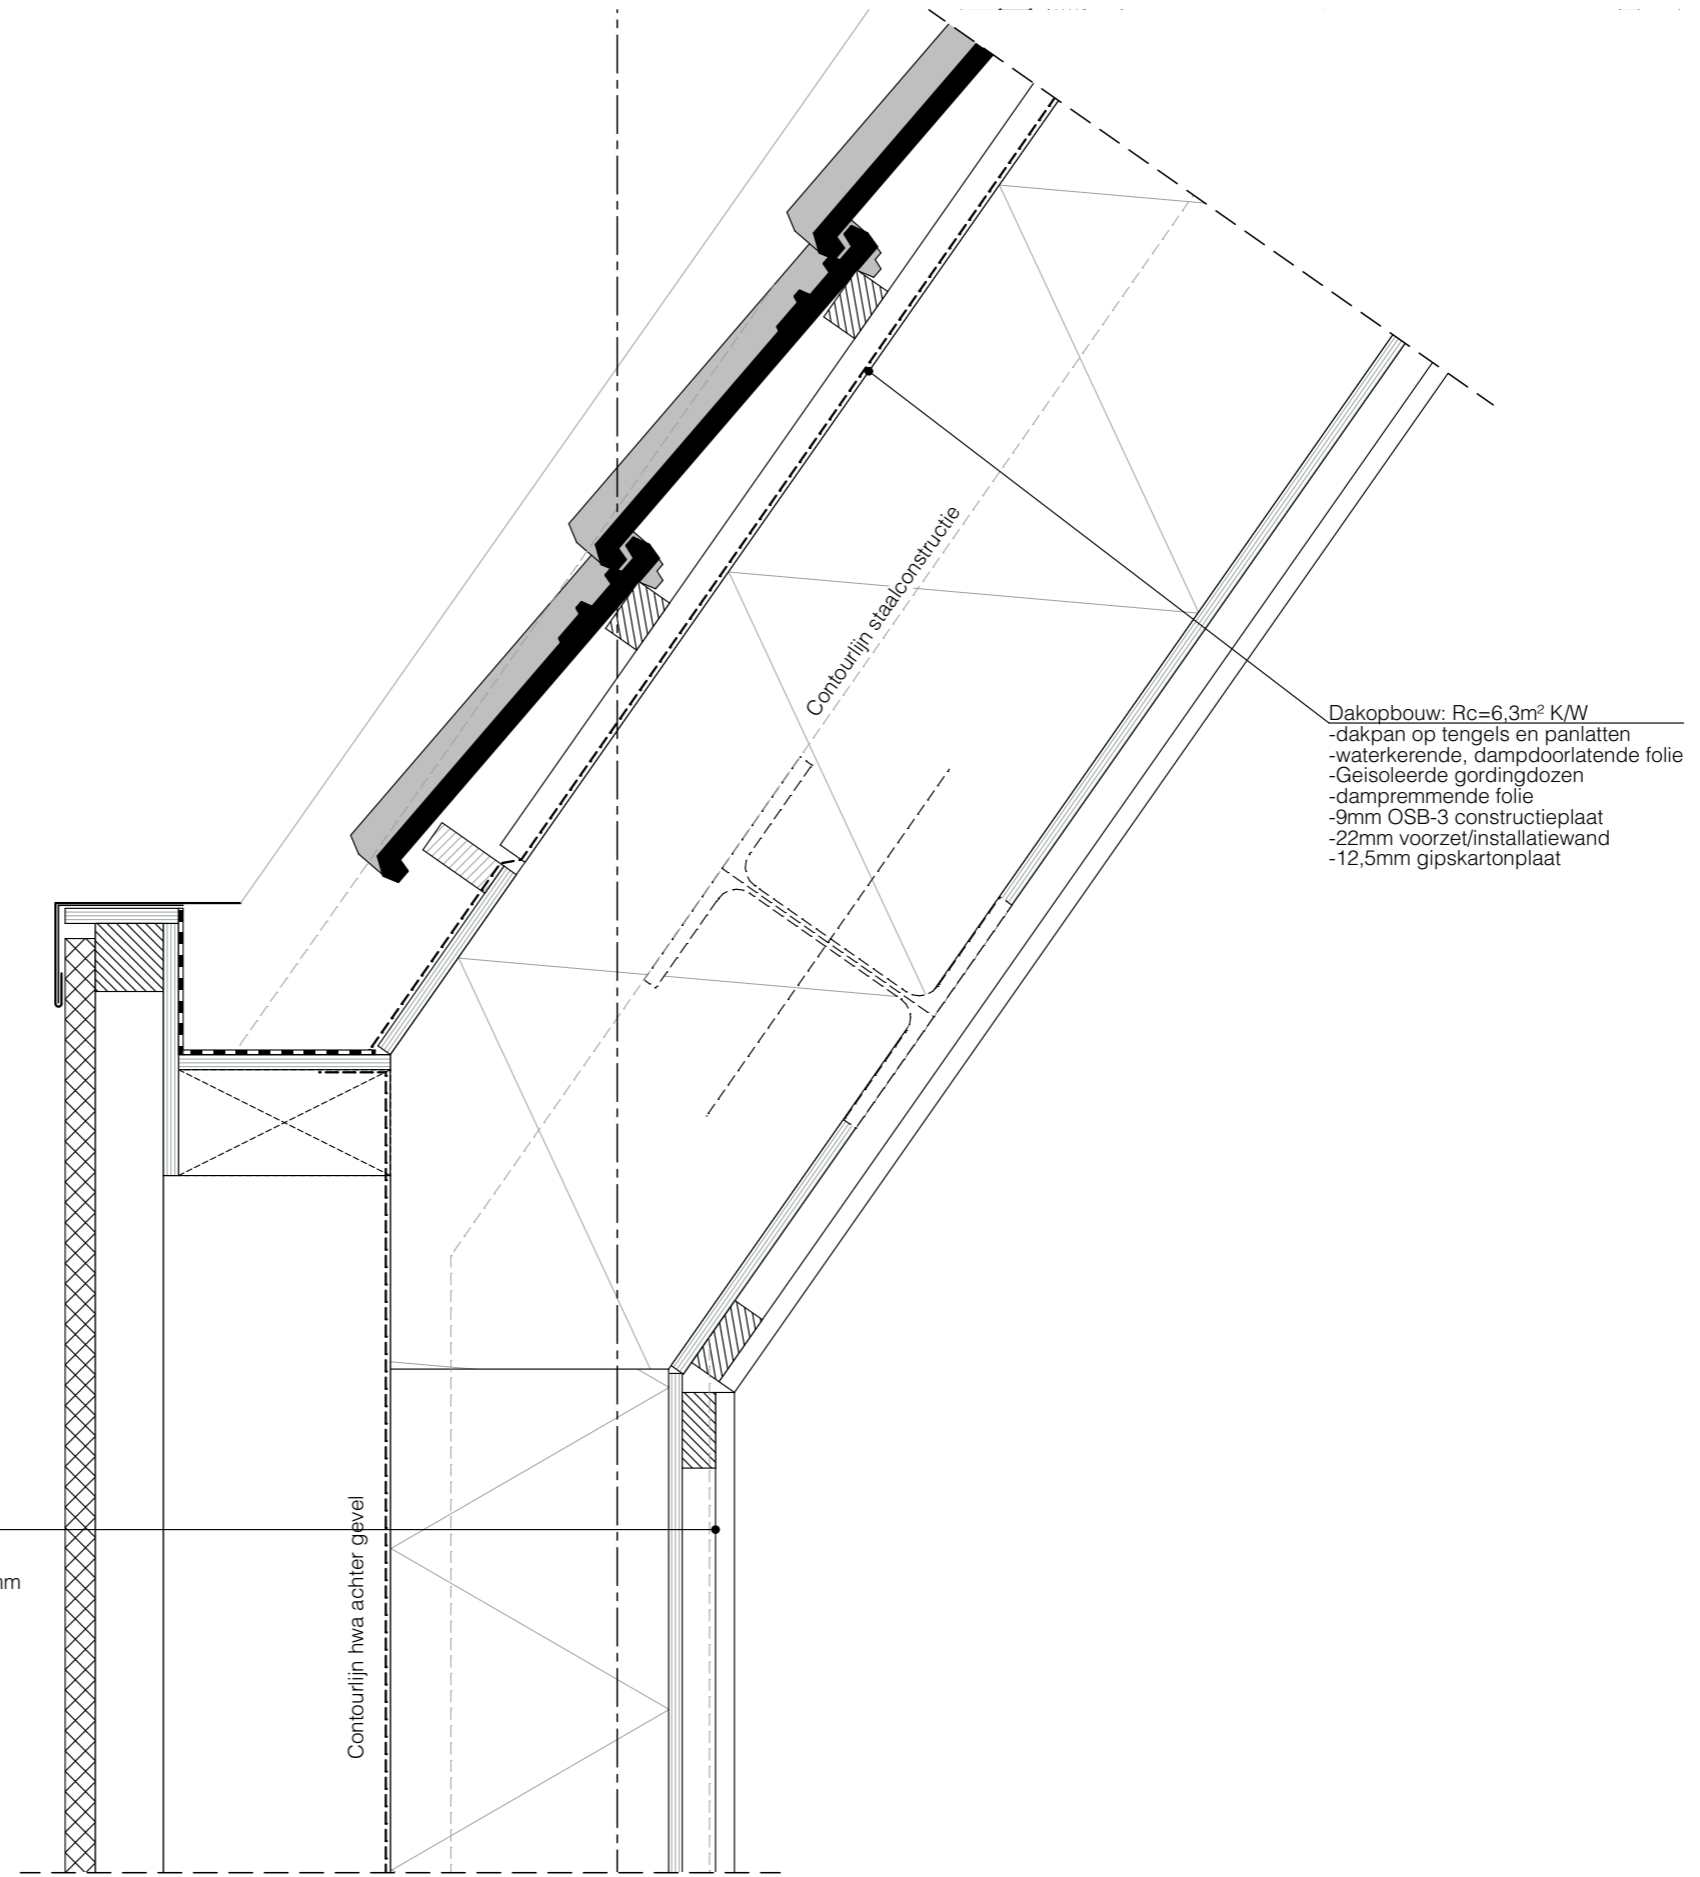 Contourlijn staalconstructie
Dakopbouw: Rc=6,3m² K/W
-dakpan op tengels en panlatten
-waterkerende, dampdoorlatende folie
-Geisoleerde gordingdozen
-dampremmende folie
-9mm OSB-3 constructieplaat
-22mm voorzet/installatiewand
-12,5mm gipskartonplaat
Contourlijn hwa achter gevel